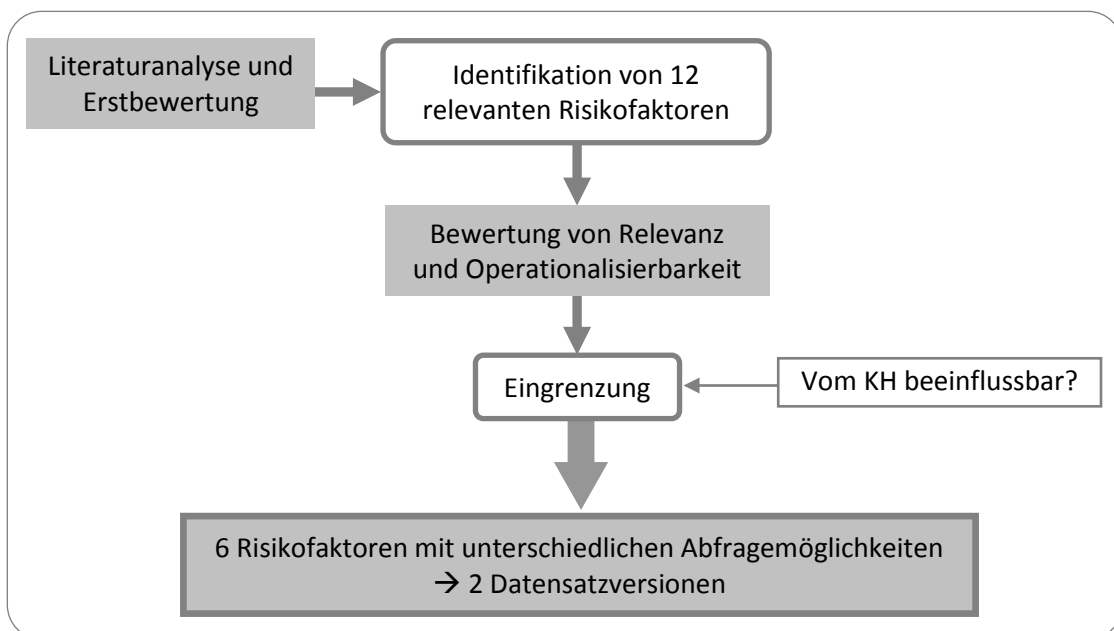 Literaturanalyse und
Erstbewertung
Identifikation von 12
relevanten Risikofaktoren
Bewertung von Relevanz
und Operationalisierbarkeit
Eingrenzung
Vom KH beeinflussbar?
6 Risikofaktoren mit unterschiedlichen Abfragemöglichkeiten
→ 2 Datensatzversionen